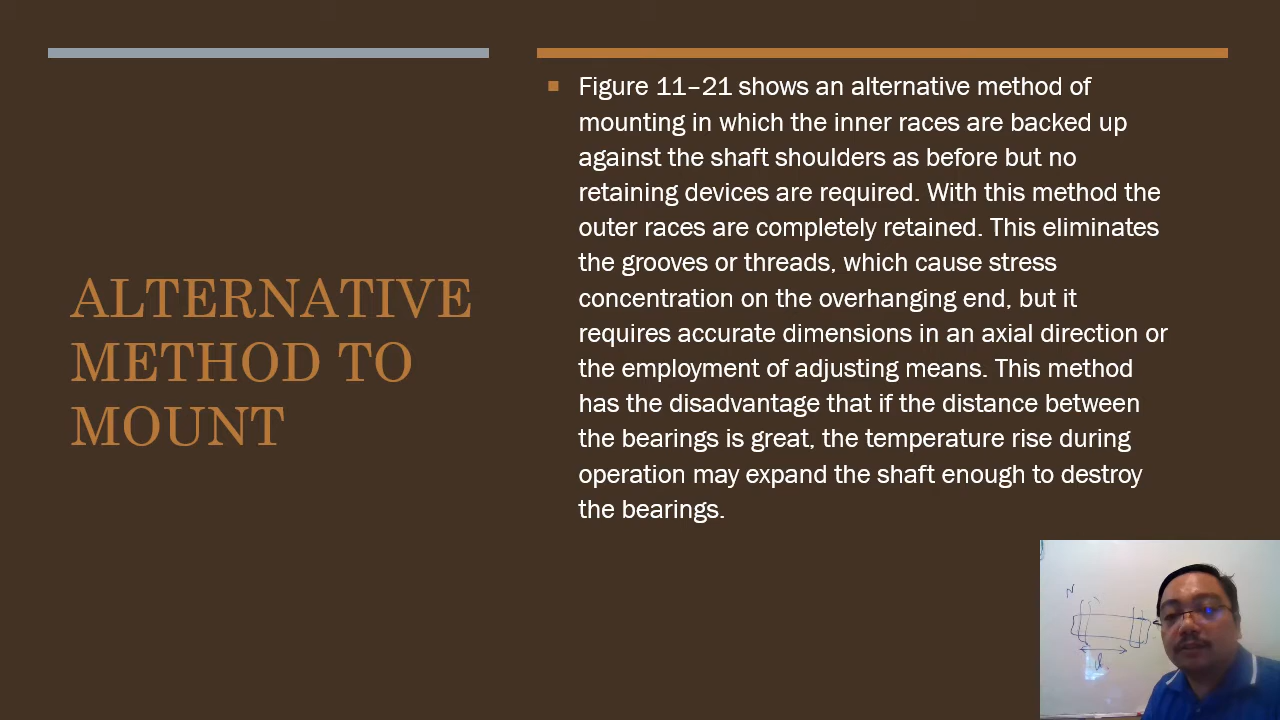 ALTERNATIVE
METHOD TO
MOUNT
Figure 11–21 shows an alternative method of
mounting in which the inner races are backed up
against the shaft shoulders as before but no
retaining devices are required. With this method the
outer races are completely retained. This eliminates
the grooves or threads, which cause stress
concentration on the overhanging end, but it
requires accurate dimensions in an axial direction or
the employment of adjusting means. This method
has the disadvantage that if the distance between
the bearings is great, the temperature rise during
operation may expand the shaft enough to destroy
the bearings.
N